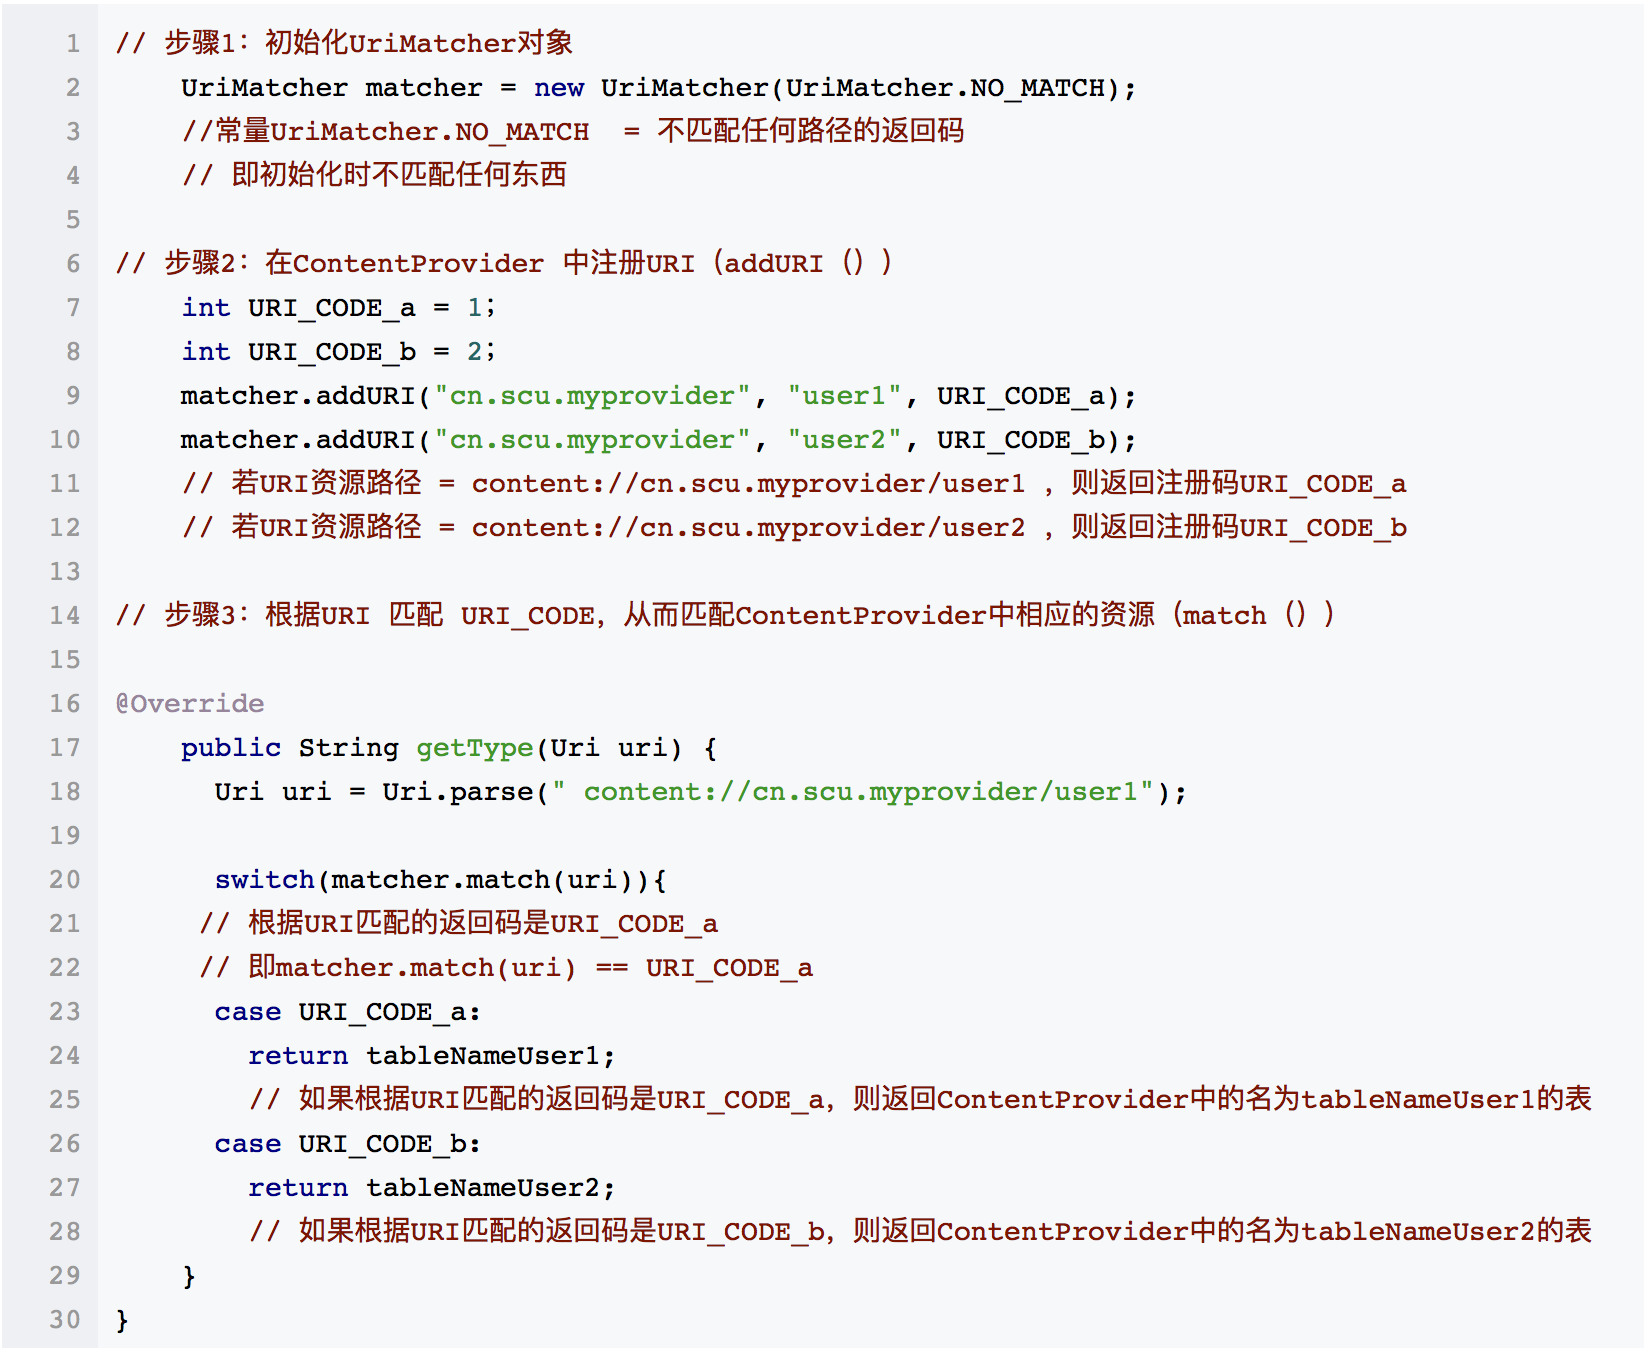 1 // 步骤1：初始化UriMatcher对象
2     UriMatcher matcher = new UriMatcher(UriMatcher.NO_MATCH);
3     //常量UriMatcher.NO_MATCH  = 不匹配任何路径的返回码
4     // 即初始化时不匹配任何东西
5
6 // 步骤2：在ContentProvider 中注册URI（addURI（））
7     int URI_CODE_a = 1；
8     int URI_CODE_b = 2；
9     matcher.addURI("cn.scu.myprovider", "user1", URI_CODE_a);
10     matcher.addURI("cn.scu.myprovider", "user2", URI_CODE_b);
11     // 若URI资源路径 = content://cn.scu.myprovider/user1 ，则返回注册码URI_CODE_a
12     // 若URI资源路径 = content://cn.scu.myprovider/user2 ，则返回注册码URI_CODE_b
13
14 // 步骤3：根据URI 匹配 URI_CODE，从而匹配ContentProvider中相应的资源（match（））
15
16 @Override
17     public String getType(Uri uri) {
18       Uri uri = Uri.parse(" content://cn.scu.myprovider/user1");
19
20       switch(matcher.match(uri)){
21      // 根据URI匹配的返回码是URI_CODE_a
22      // 即matcher.match(uri) == URI_CODE_a
23       case URI_CODE_a:
24         return tableNameUser1;
25         // 如果根据URI匹配的返回码是URI_CODE_a，则返回ContentProvider中的名为tableNameUser1的表
26       case URI_CODE_b:
27         return tableNameUser2;
28         // 如果根据URI匹配的返回码是URI_CODE_b，则返回ContentProvider中的名为tableNameUser2的表
29     }
30 }